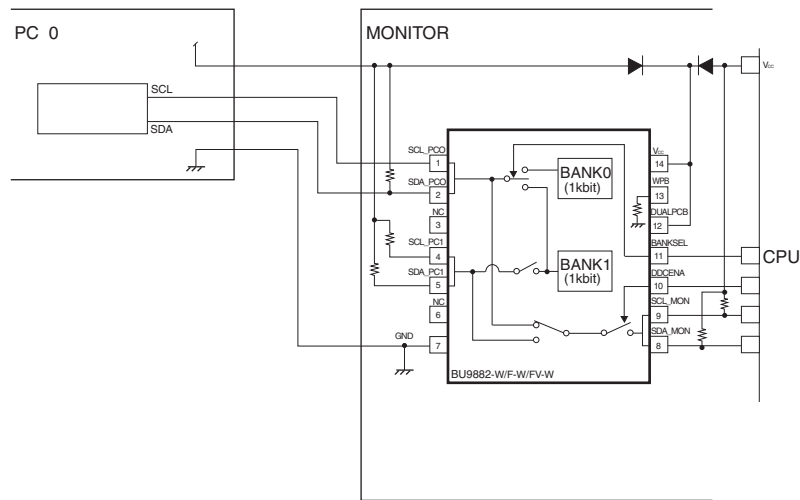 PC 0
MONITOR
SCL
SDA
Vcc
SCL_PCO
1
SDA_PCO
2
NC
3
SCL_PC1
4
SDA_PC1
5
NC
6
GND
7
BANK0
(1kbit)
BANK1
(1kbit)
Vcc
14
WPB
13
DUALPCB
12
BANKSEL
11
DDCENA
10
SCL_MON
9
SDA_MON
8
CPU
BU9882-W/F-W/FV-W